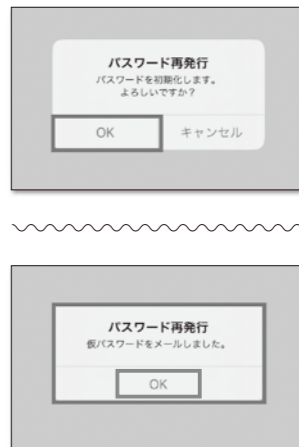 パスワード再発行
パスワードを初期化します。
よろしいですか？
OK
キャンセル
パスワード再発行
仮パスワードをメールしました。
OK